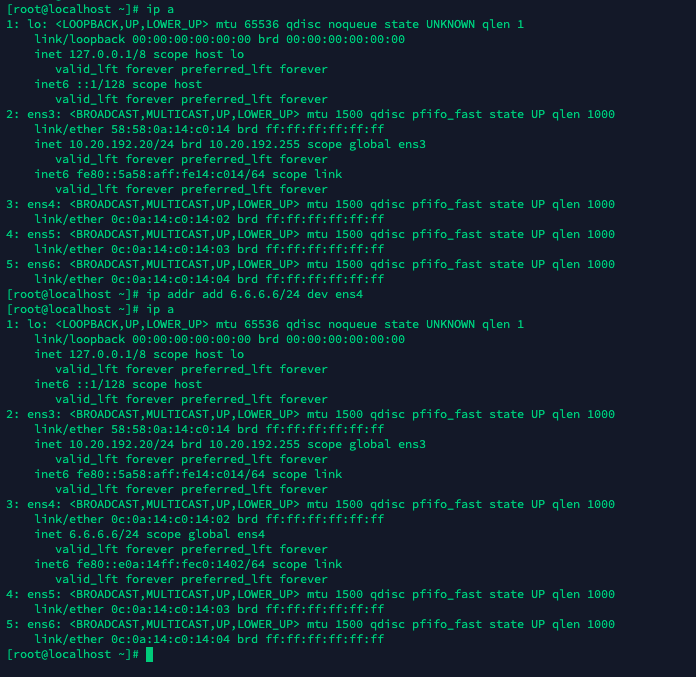 [root@localhost ~]# ip a
1: lo: <LOOPBACK,UP,LOWER_UP> mtu 65536 qdisc noqueue state UNKNOWN qlen 1
    link/loopback 00:00:00:00:00:00 brd 00:00:00:00:00:00
    inet 127.0.0.1/8 scope host lo
       valid_lft forever preferred_lft forever
    inet6 ::1/128 scope host
       valid_lft forever preferred_lft forever
2: ens3: <BROADCAST,MULTICAST,UP,LOWER_UP> mtu 1500 qdisc pfifo_fast state UP qlen 1000
    link/ether 58:58:0a:14:c0:14 brd ff:ff:ff:ff:ff:ff
    inet 10.20.192.20/24 brd 10.20.192.255 scope global ens3
       valid_lft forever preferred_lft forever
    inet6 fe80::5a58:aff:fe14:c014/64 scope link
       valid_lft forever preferred_lft forever
3: ens4: <BROADCAST,MULTICAST,UP,LOWER_UP> mtu 1500 qdisc pfifo_fast state UP qlen 1000
    link/ether 0c:0a:14:c0:14:02 brd ff:ff:ff:ff:ff:ff
4: ens5: <BROADCAST,MULTICAST,UP,LOWER_UP> mtu 1500 qdisc pfifo_fast state UP qlen 1000
    link/ether 0c:0a:14:c0:14:03 brd ff:ff:ff:ff:ff:ff
5: ens6: <BROADCAST,MULTICAST,UP,LOWER_UP> mtu 1500 qdisc pfifo_fast state UP qlen 1000
    link/ether 0c:0a:14:c0:14:04 brd ff:ff:ff:ff:ff:ff
[root@localhost ~]# ip addr add 6.6.6.6/24 dev ens4
[root@localhost ~]# ip a
1: lo: <LOOPBACK,UP,LOWER_UP> mtu 65536 qdisc noqueue state UNKNOWN qlen 1
    link/loopback 00:00:00:00:00:00 brd 00:00:00:00:00:00
    inet 127.0.0.1/8 scope host lo
       valid_lft forever preferred_lft forever
    inet6 ::1/128 scope host
       valid_lft forever preferred_lft forever
2: ens3: <BROADCAST,MULTICAST,UP,LOWER_UP> mtu 1500 qdisc pfifo_fast state UP qlen 1000
    link/ether 58:58:0a:14:c0:14 brd ff:ff:ff:ff:ff:ff
    inet 10.20.192.20/24 brd 10.20.192.255 scope global ens3
       valid_lft forever preferred_lft forever
    inet6 fe80::5a58:aff:fe14:c014/64 scope link
       valid_lft forever preferred_lft forever
3: ens4: <BROADCAST,MULTICAST,UP,LOWER_UP> mtu 1500 qdisc pfifo_fast state UP qlen 1000
    link/ether 0c:0a:14:c0:14:02 brd ff:ff:ff:ff:ff:ff
    inet 6.6.6.6/24 scope global ens4
       valid_lft forever preferred_lft forever
    inet6 fe80::e0a:14ff:fec0:1402/64 scope link
       valid_lft forever preferred_lft forever
4: ens5: <BROADCAST,MULTICAST,UP,LOWER_UP> mtu 1500 qdisc pfifo_fast state UP qlen 1000
    link/ether 0c:0a:14:c0:14:03 brd ff:ff:ff:ff:ff:ff
5: ens6: <BROADCAST,MULTICAST,UP,LOWER_UP> mtu 1500 qdisc pfifo_fast state UP qlen 1000
    link/ether 0c:0a:14:c0:14:04 brd ff:ff:ff:ff:ff:ff
[root@localhost ~]#